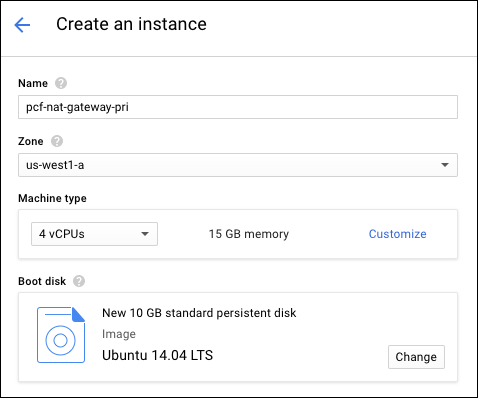 Create an instance
Name
pcf-nat-gateway-pri
Zone
us-west1-a
Machine type
4 vCPUs 15 GB memory Customize
Boot disk
New 10 GB standard persistent disk
Image
Ubuntu 14.04 LTS
Change